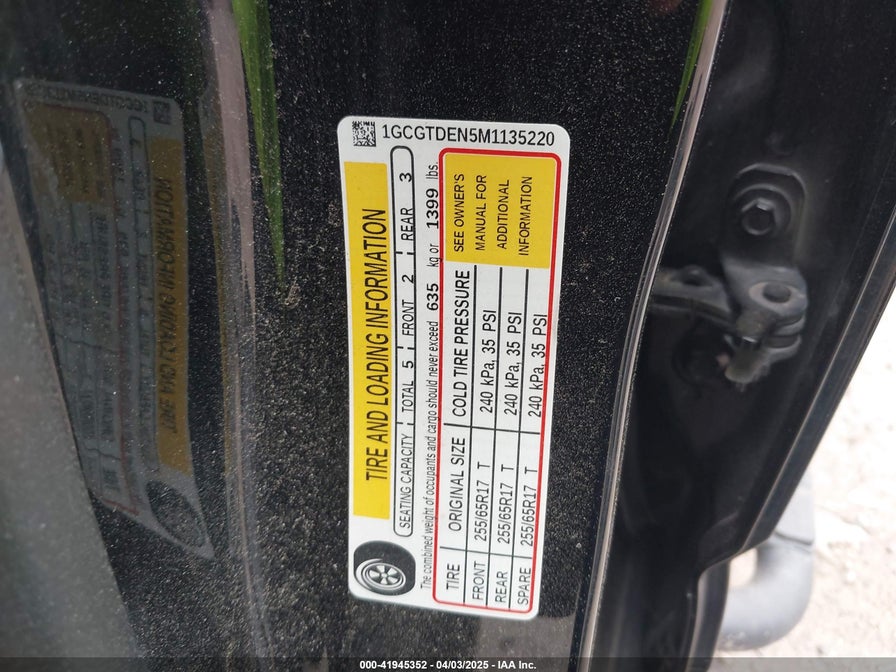 1GCGTDEN5M1135220
TIRE AND LOADING INFORMATION
SEATING CAPACITY TOTAL 5 FRONT 2 REAR 3
The combined weight of occupants and cargo should never exceed 635 kg or 1399 lbs.
TIRE ORIGINAL SIZE COLD TIRE PRESSURE
FRONT 255/65R17 T 240 kPa, 35 PSI
REAR 255/65R17 T 240 kPa, 35 PSI
SPARE 255/65R17 T 240 kPa, 35 PSI
SEE OWNER'S
MANUAL FOR
ADDITIONAL
INFORMATION
000-41945352 - 04/03/2025 - IAA Inc.